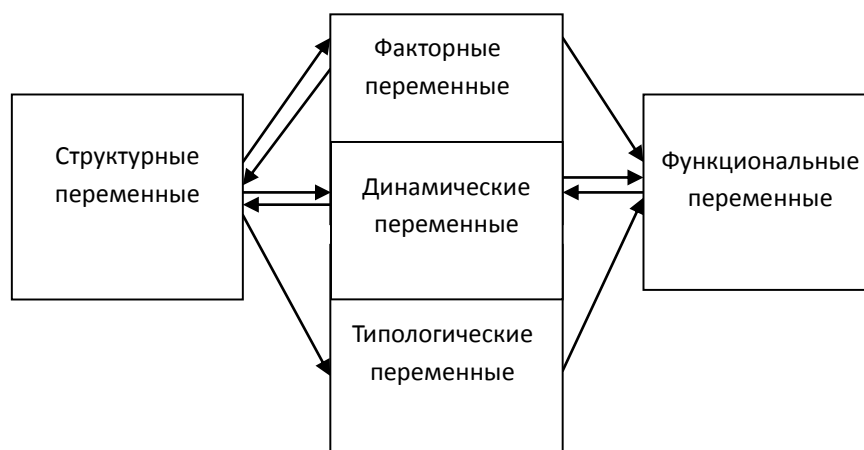 Факторные
переменные
Структурные
переменные
Динамические
переменные
Функциональные
переменные
Типологические
переменные